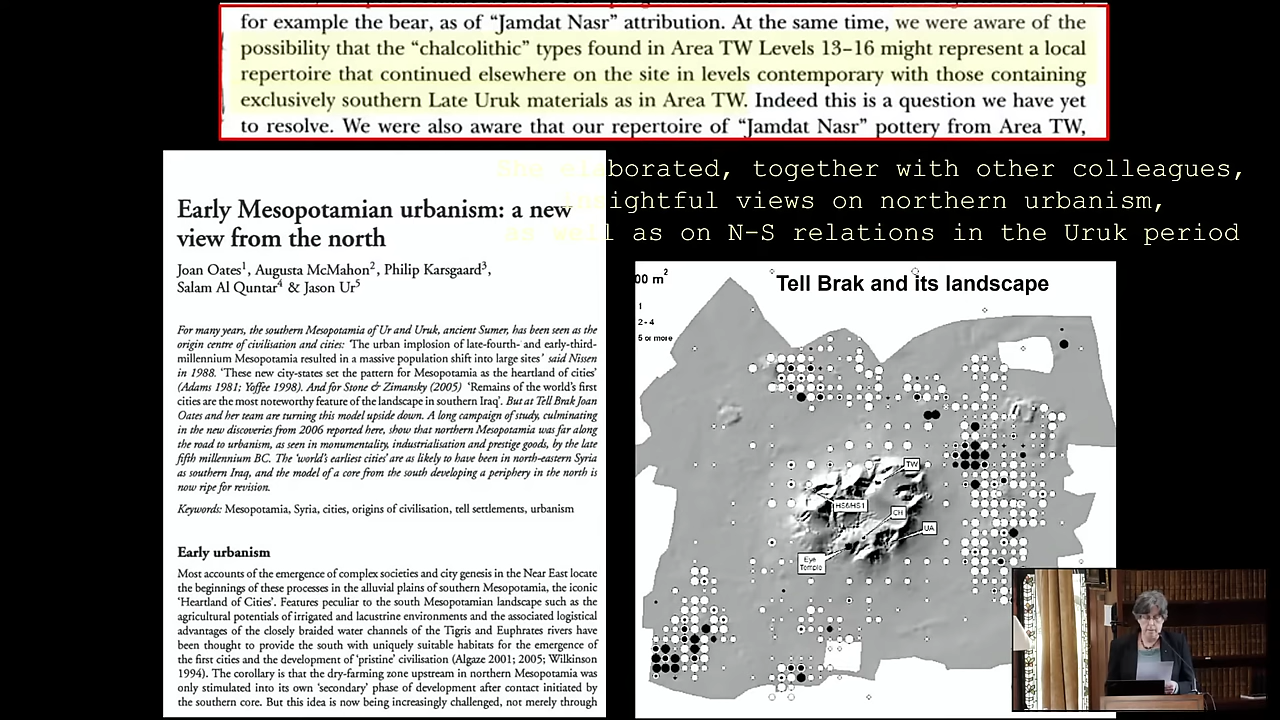 for example the bear, as of “Jamdat Nasr” attribution. At the same time, we were aware of the
possibility that the “chalcolithic” types found in Area TW Levels 13–16 might represent a local
repertoire that continued elsewhere on the site in levels contemporary with those containing
exclusively southern Late Uruk materials as in Area TW. Indeed this is a question we have yet
to resolve. We were also aware that our repertoire of “Jamdat Nasr” pottery from Area TW,
She elaborated, together with other colleagues,
insightful views on northern urbanism,
as well as on N-S relations in the Uruk period
Early Mesopotamian urbanism: a new
view from the north
Joan Oates1, Augusta McMahon2, Philip Karsgaard3,
Salam Al Quntar4 & Jason Ur5
For many years, the southern Mesopotamia of Ur and Uruk, ancient Sumer, has been seen as the
origin centre of civilisation and cities: ‘The urban implosion of late-fourth- and early-third-
millennium Mesopotamia resulted in a massive population shift into large sites’ said Nissen
in 1988. ‘These new city-states set the pattern for Mesopotamia as the heartland of cities’
(Adams 1981; Yoffee 1998). And for Stone & Zimansky (2005) ‘Remains of the world’s first
cities are the most noteworthy feature of the landscape in southern Iraq’. But at Tell Brak Joan
Oates and her team are turning this model upside down. A long campaign of study, culminating
in the new discoveries from 2006 reported here, show that northern Mesopotamia was far along
the road to urbanism, as seen in monumentality, industrialisation and prestige goods, by the late
fifth millennium BC. The ‘world’s earliest cities’ are as likely to have been in north-eastern Syria
as southern Iraq, and the model of a core from the south developing a periphery in the north is
now ripe for revision.
Keywords: Mesopotamia, Syria, cities, origins of civilisation, tell settlements, urbanism
Early urbanism
Most accounts of the emergence of complex societies and city genesis in the Near East locate
the beginnings of these processes in the alluvial plains of southern Mesopotamia, the iconic
‘Heartland of Cities’. Features peculiar to the south Mesopotamian landscape such as the
agricultural potentials of irrigated and lacustrine environments and the associated logistical
advantages of the closely braided water channels of the Tigris and Euphrates rivers have
been thought to provide the south with uniquely suitable habitats for the emergence of
the first cities and the development of ‘pristine’ civilisation (Algaze 2001; 2005; Wilkinson
1994). The corollary is that the dry-farming zone upstream in northern Mesopotamia was
only stimulated into its own ‘secondary’ phase of development after contact initiated by
the southern core. But this idea is now being increasingly challenged, not merely through
00 m²
Tell Brak and its landscape
1
2 - 4
5 or more
TW
HS6HS1
CH
UA
Eye
Temple